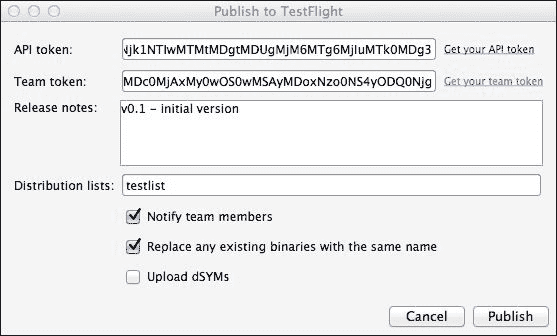 Publish to TestFlight
API token: Njk1NTIwMTMtMDgtMDUgMjM6MTg6MjIuMTk0MDg3 Get your API token
Team token: MDc0MjAxMy0wOS0wMSAyMDoxNzo0NS4yODQ0Njg Get your team token
Release notes: v0.1 - initial version
Distribution lists: testlist
Notify team members
Replace any existing binaries with the same name
Upload dSYMs
Cancel Publish